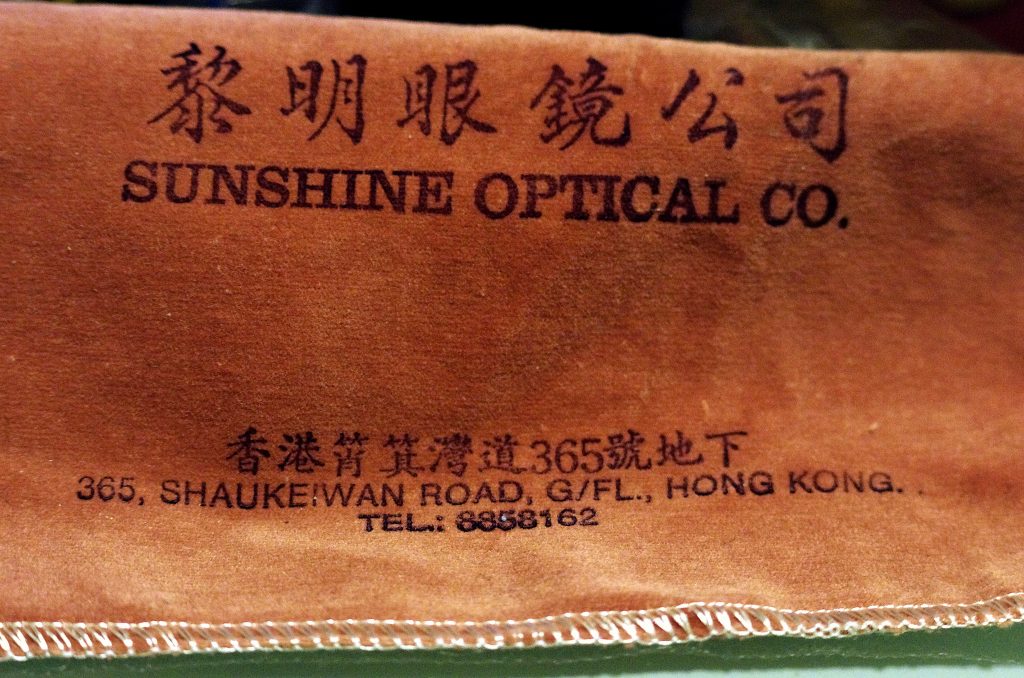 黎明眼鏡公司
SUNSHINE OPTICAL CO.
香港筲箕灣道365號地下
365, SHAUKEIWAN ROAD, G/FL., HONG KONG.
TEL.: